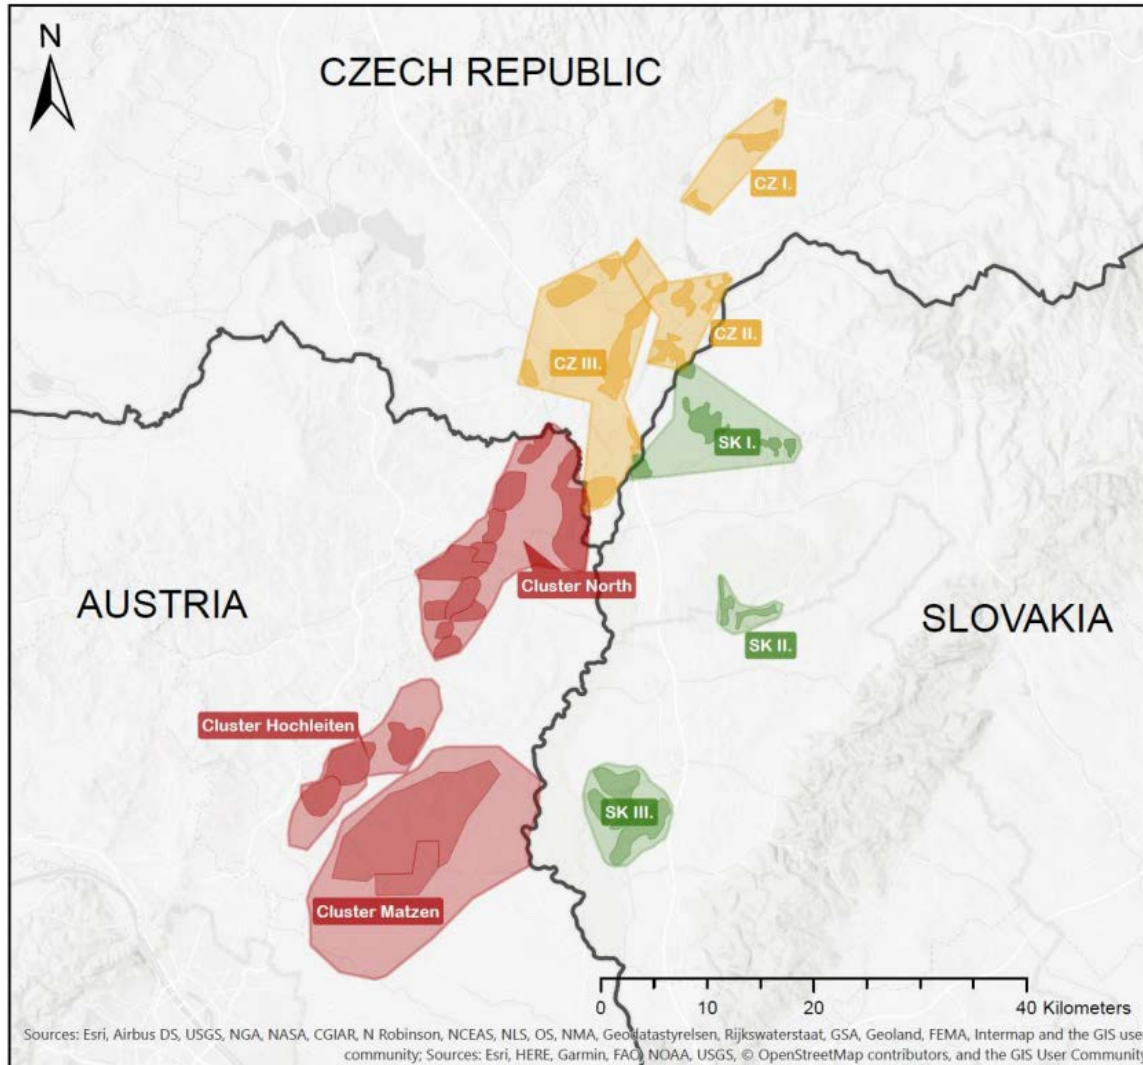 N
CZECH REPUBLIC
CZ I.
CZ II.
CZ III.
SK I.
Cluster North
AUSTRIA
SLOVAKIA
SK II.
Cluster Hochleiten
SK III.
Cluster Matzen
0 10 20 40 Kilometers
Sources: Esri, Airbus DS, USGS, NGA, NASA, CGIAR, N Robinson, NCEAS, NLS, OS, NMA, Geodatastyrelsen, Rijkswaterstaat, GSA, Geoland, FEMA, Intermap and the GIS user
community; Sources: Esri, HERE, Garmin, FAO, NOAA, USGS, © OpenStreetMap contributors, and the GIS User Community